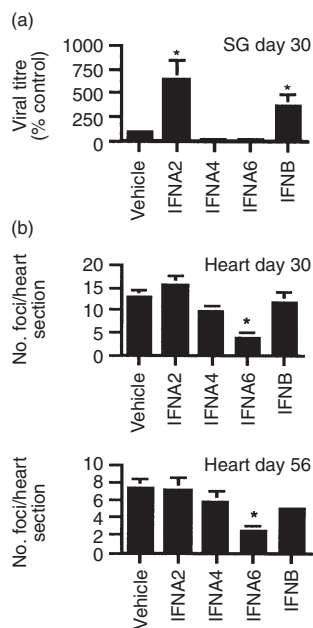 (a)
SG day 30
Viral titre
(% control)
1000
750
500
250
0
*
*
Vehicle
IFNA2
IFNA4
IFNA6
IFNB
(b)
Heart day 30
No. foci/heart
section
20
15
10
5
0
*
Vehicle
IFNA2
IFNA4
IFNA6
IFNB
Heart day 56
No. foci/heart
section
10
8
6
4
2
0
*
Vehicle
IFNA2
IFNA4
IFNA6
IFNB